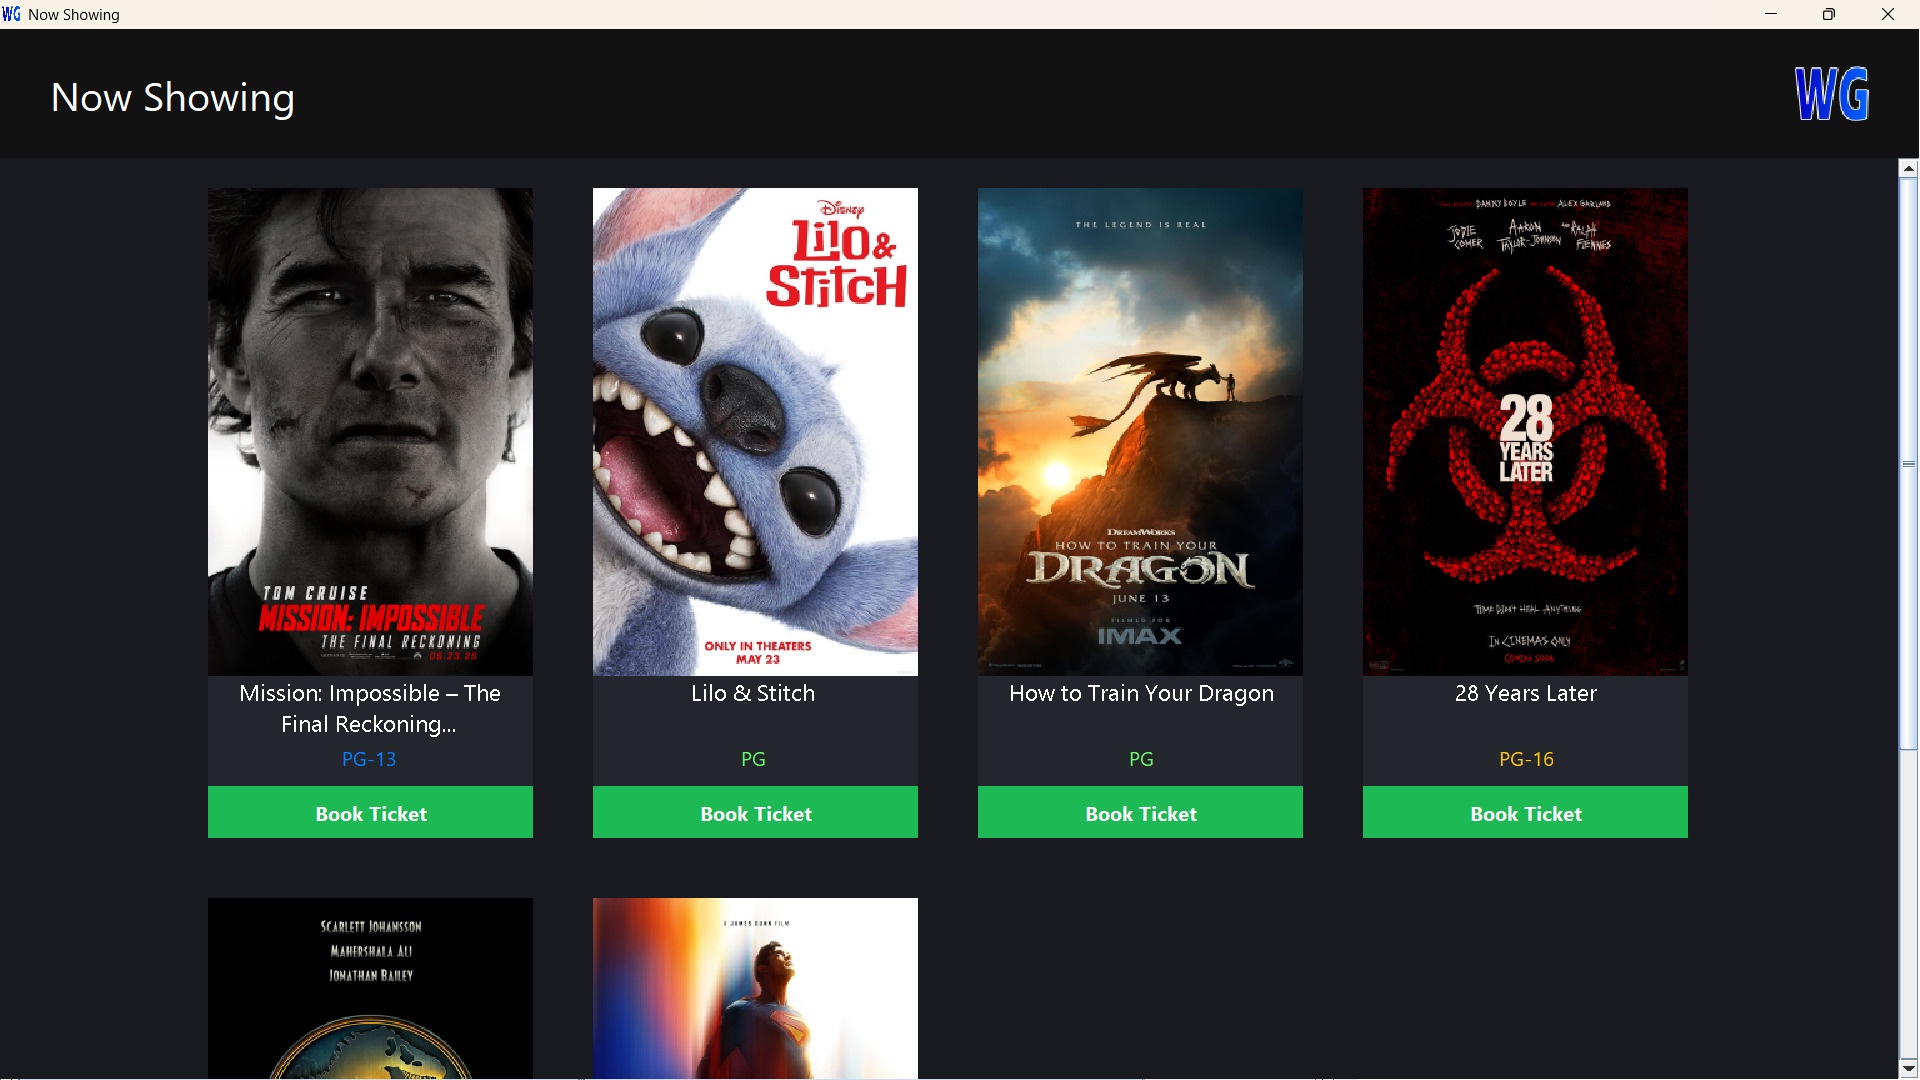 WG Now Showing
Now Showing
WG
TOM CRUISE
MISSION: IMPOSSIBLE
THE FINAL RECKONING
05.23.25
Mission: Impossible – The
Final Reckoning...
PG-13
Book Ticket
Disney
Lilo &
Stitch
ONLY IN THEATERS
MAY 23
Lilo & Stitch
PG
Book Ticket
THE LEGEND IS REAL
DREAMWORKS
HOW TO TRAIN YOUR
DRAGON
JUNE 13
FILMED FOR
IMAX
How to Train Your Dragon
PG
Book Ticket
DANNY BOYLE ALEX GARLAND
JODIE COMER AARON TAYLOR-JOHNSON AND RALPH FIENNES
28
YEARS
LATER
TIME DIDN'T HEAL ANYTHING
IN CINEMAS ONLY
COMING SOON
28 Years Later
PG-16
Book Ticket
SCARLETT JOHANSSON
MAHERSHALA ALI
JONATHAN BAILEY
A JAMES GUNN FILM